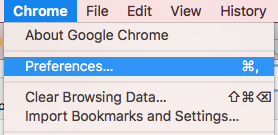 Chrome File Edit View History
About Google Chrome
Preferences... ⌘,
Clear Browsing Data... ⇧⌘⌫
Import Bookmarks and Settings...